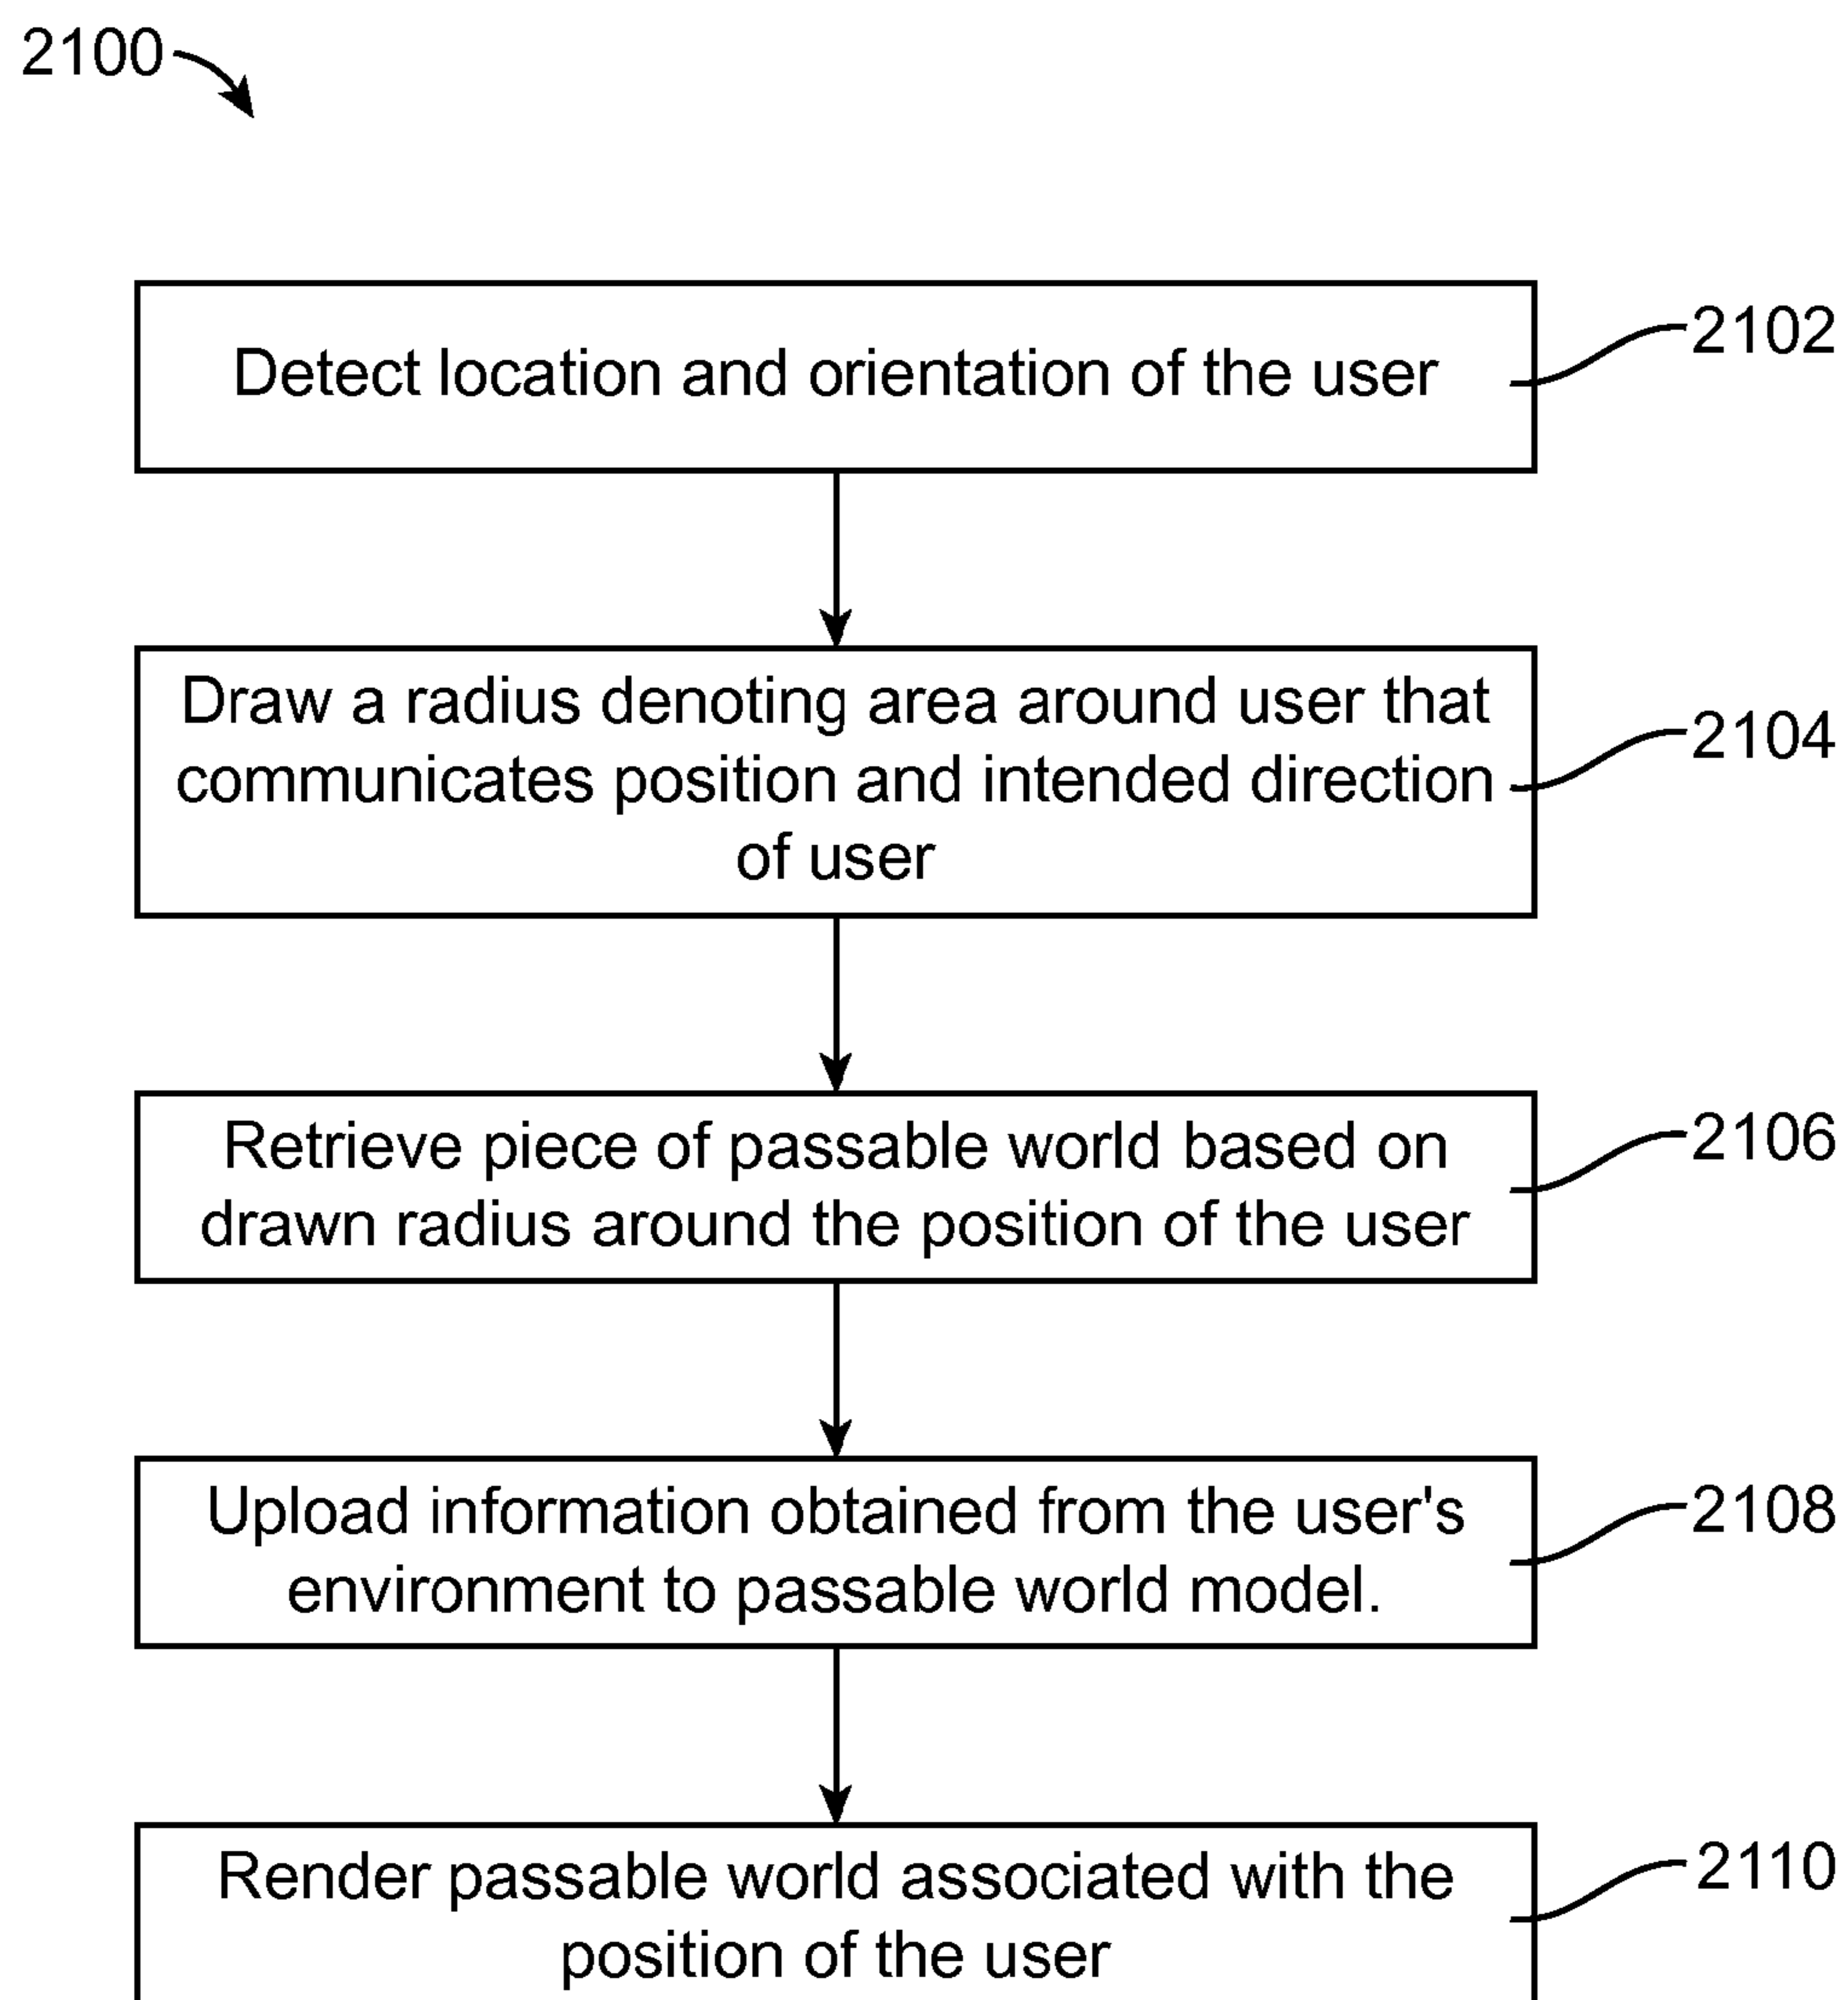 2100
Detect location and orientation of the user
2102
Draw a radius denoting area around user that
communicates position and intended direction
of user
2104
Retrieve piece of passable world based on
drawn radius around the position of the user
2106
Upload information obtained from the user's
environment to passable world model.
2108
Render passable world associated with the
position of the user
2110